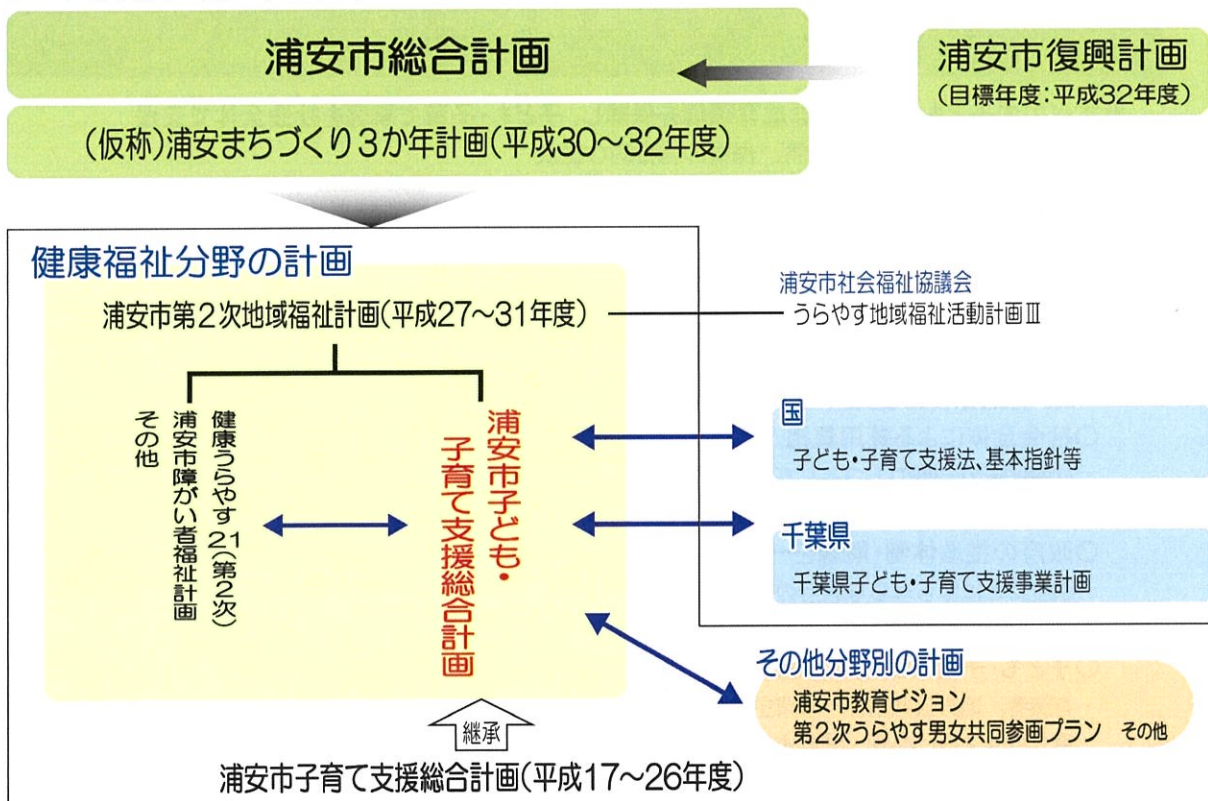 浦安市総合計画
浦安市復興計画
(目標年度:平成32年度)
(仮称)浦安まちづくり3か年計画(平成30～32年度)
健康福祉分野の計画
浦安市第2次地域福祉計画(平成27～31年度)
浦安市社会福祉協議会
うらやす地域福祉活動計画Ⅲ
浦安市子ども・
子育て支援総合計画
健康うらやす21(第2次)
浦安市障がい者福祉計画
その他
国
子ども・子育て支援法、基本指針等
千葉県
千葉県子ども・子育て支援事業計画
その他分野別の計画
浦安市教育ビジョン
第2次うらやす男女共同参画プラン その他
継承
浦安市子育て支援総合計画(平成17～26年度)